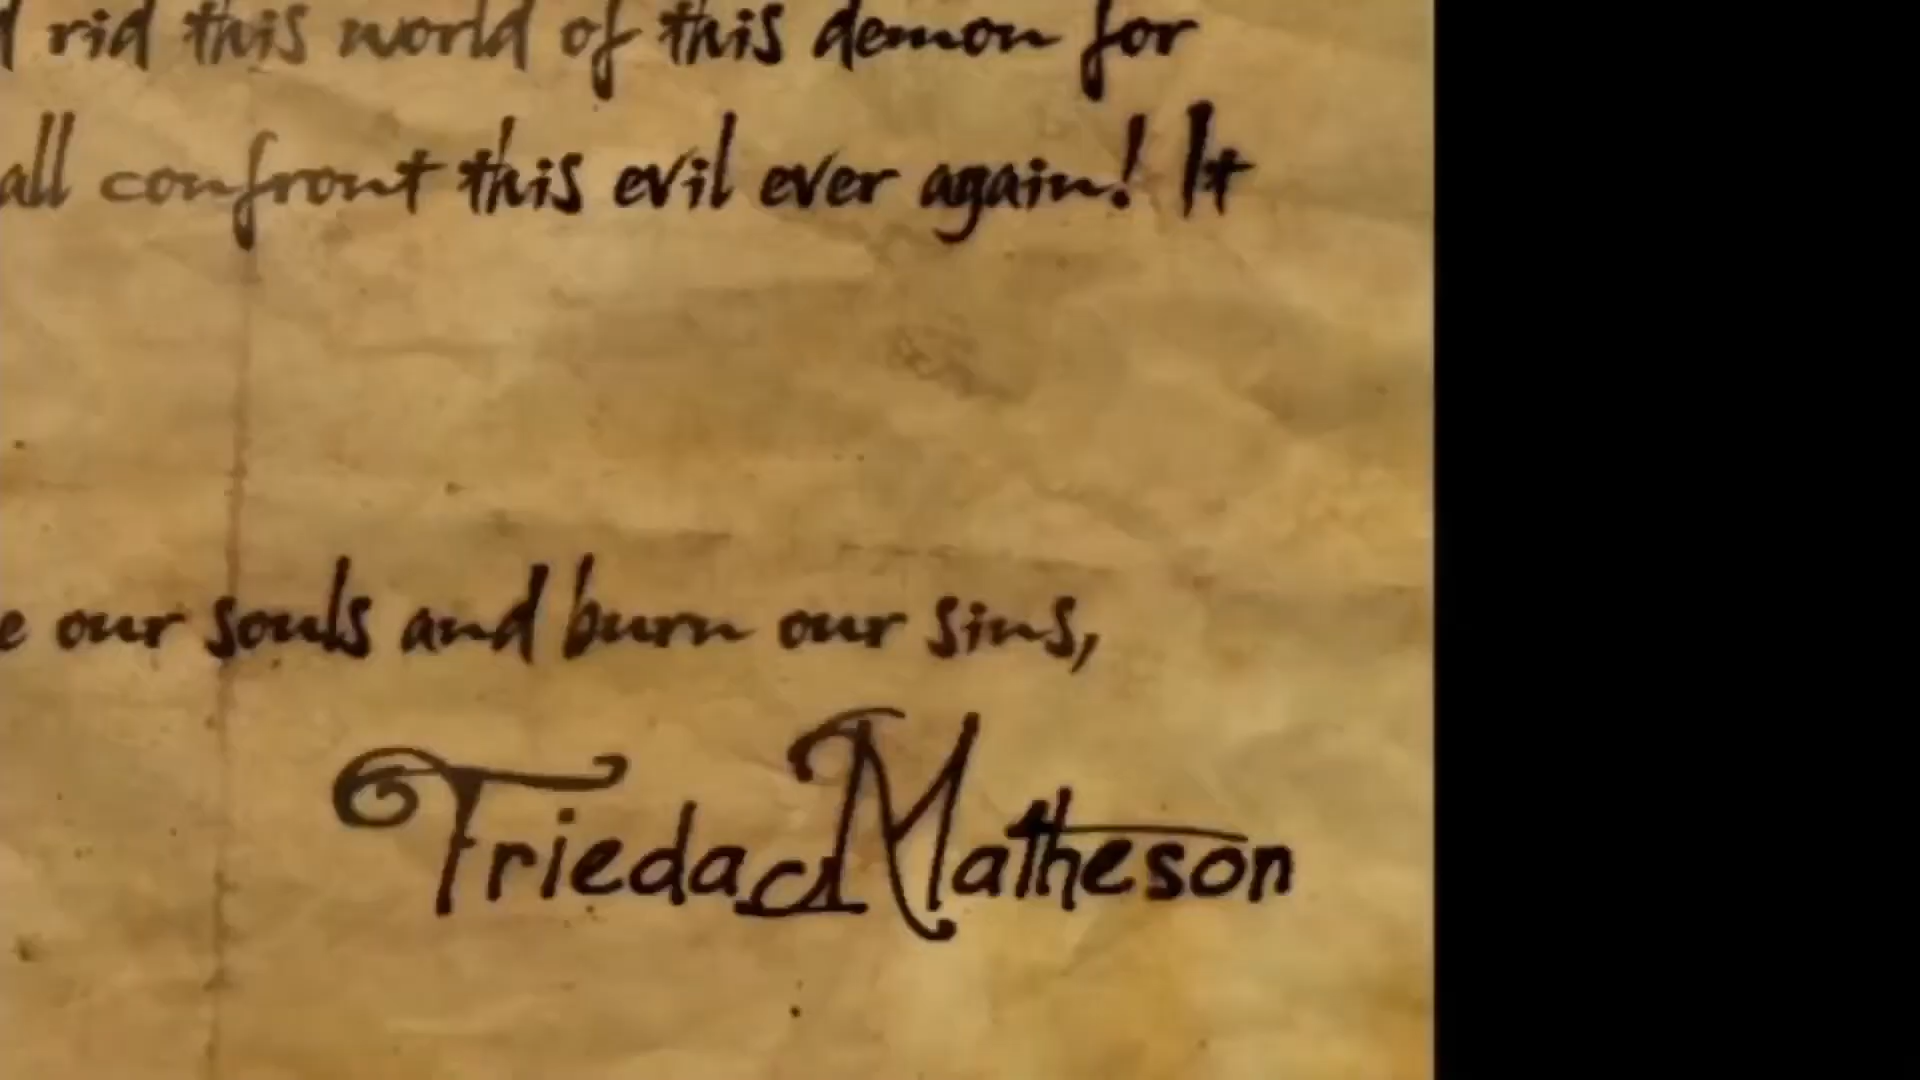 rid this world of this demon for
all confront this evil ever again! It
our souls and burn our sins,
Trieda Matheson